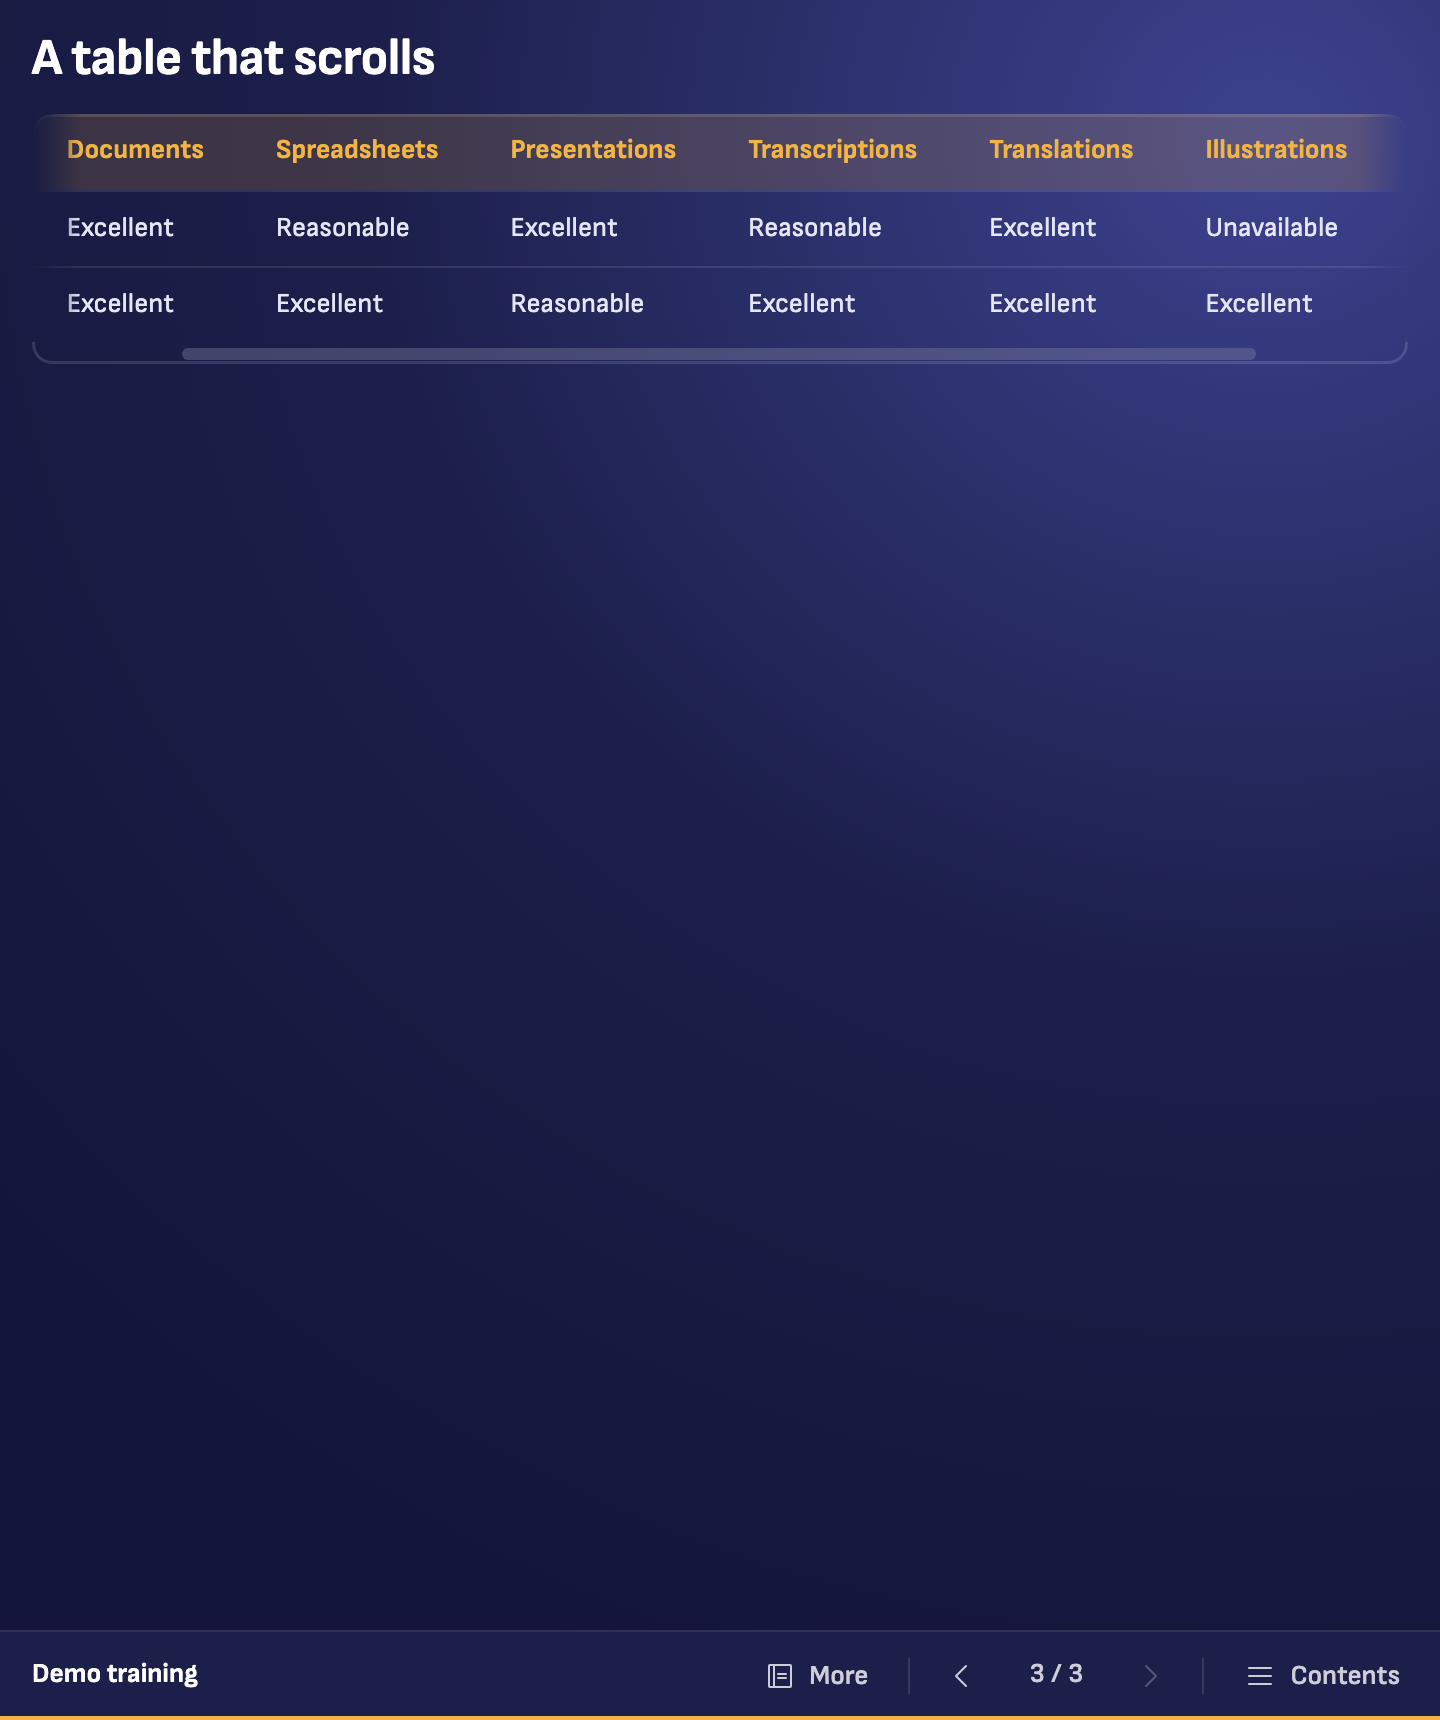 A table that scrolls
Documents Spreadsheets Presentations Transcriptions Translations Illustrations
Excellent Reasonable Excellent Reasonable Excellent Unavailable
Excellent Excellent Reasonable Excellent Excellent Excellent
Demo training More 3 / 3 Contents